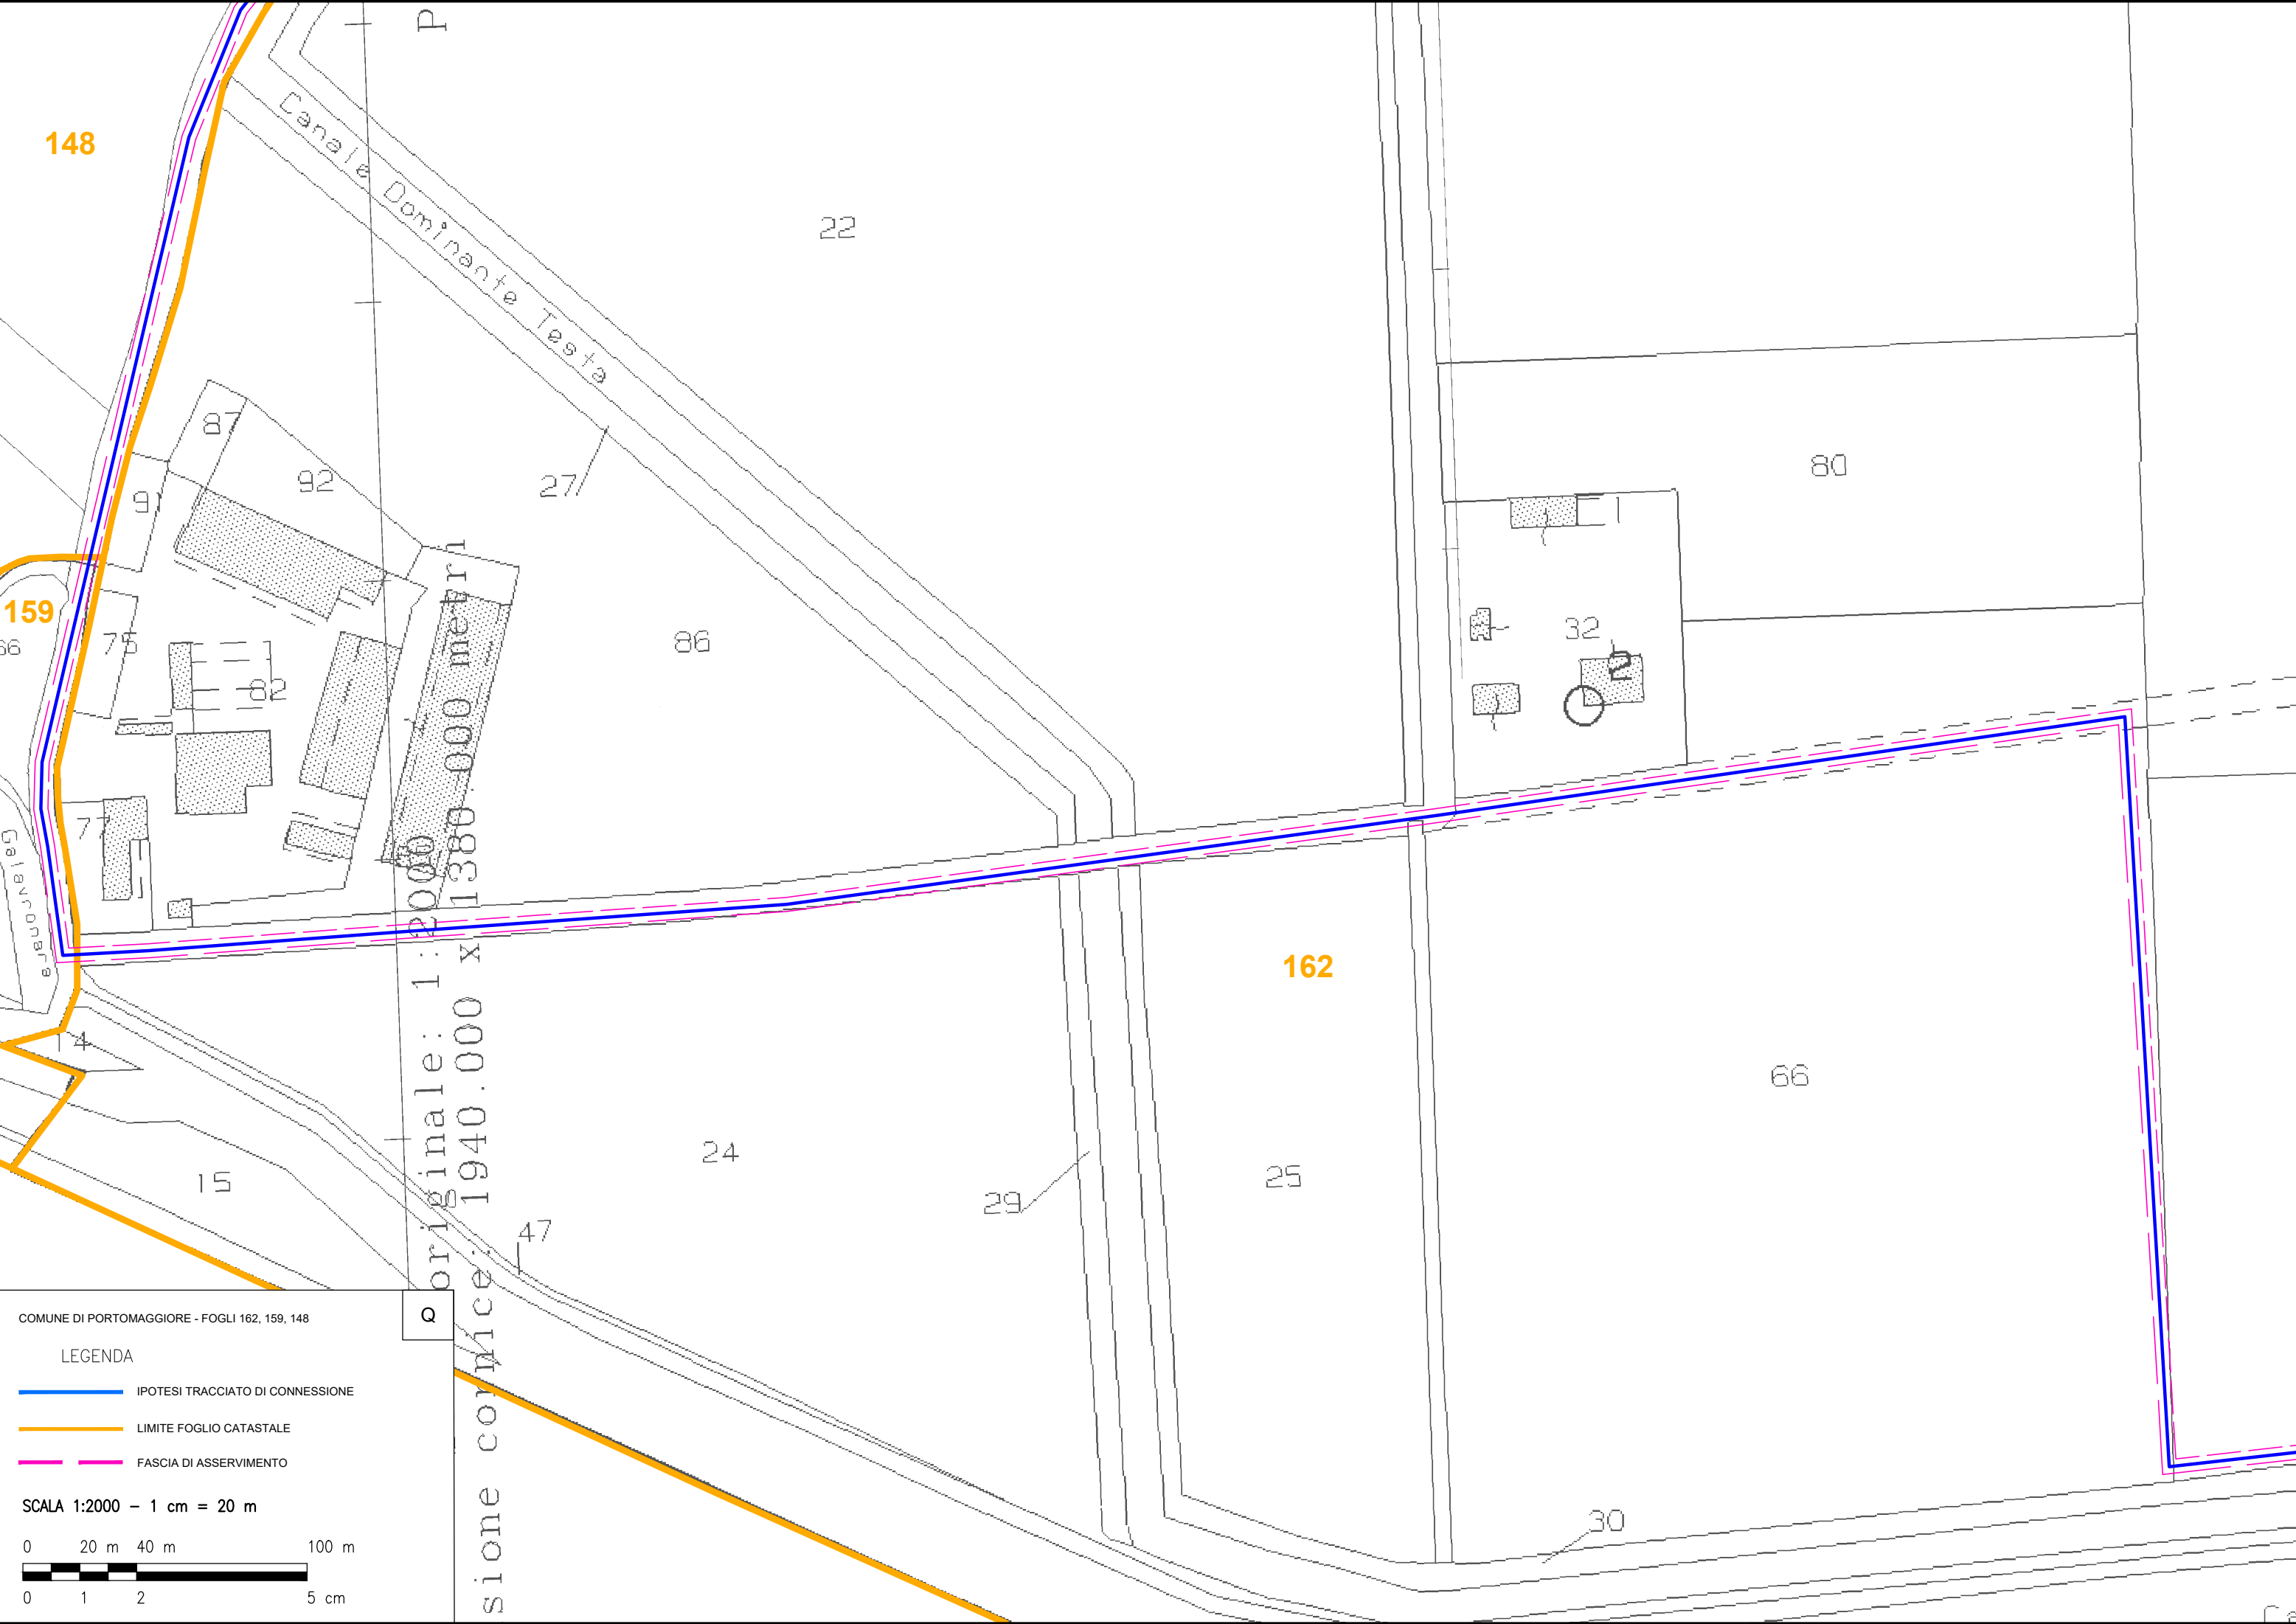 P
148
Canale Dominante Testa
22
87
92
27
91
80
159
66
75
86
32
2
82
77
Galavronara
162
14
66
24
15
29
25
47
originale: 1:2000
sione cornice: 1940.000 x 1380.000 metri
30
COMUNE DI PORTOMAGGIORE - FOGLI 162, 159, 148
Q
LEGENDA
IPOTESI TRACCIATO DI CONNESSIONE
LIMITE FOGLIO CATASTALE
FASCIA DI ASSERVIMENTO
SCALA 1:2000 – 1 cm = 20 m
0 20 m 40 m 100 m
0 1 2 5 cm